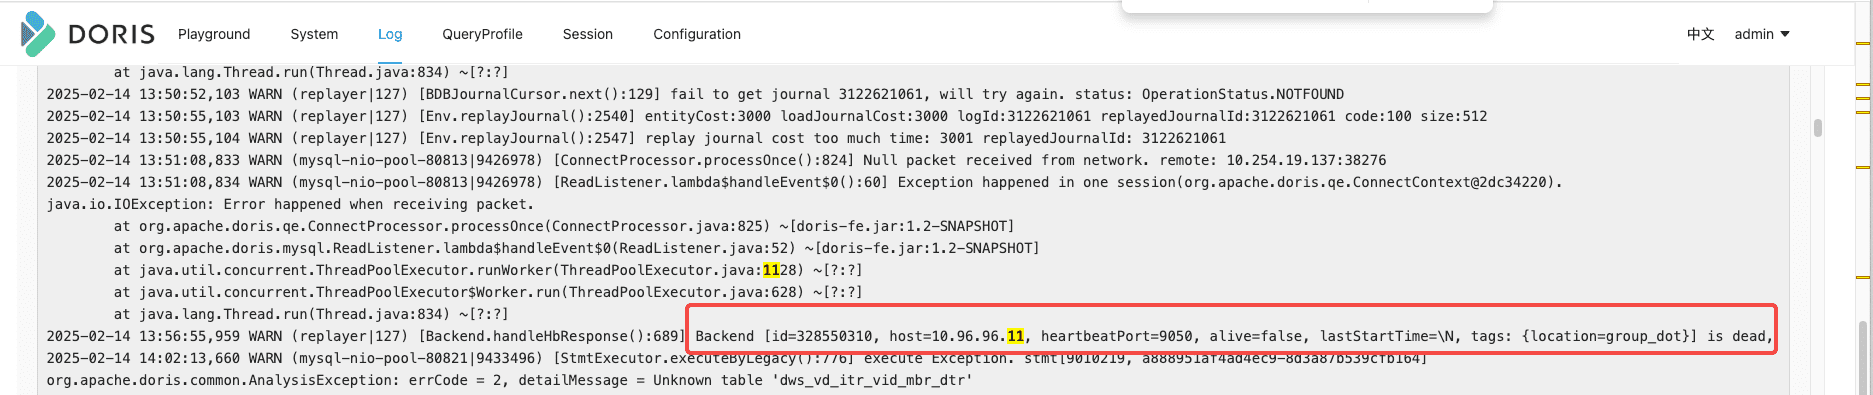 DORIS Playground System Log QueryProfile Session Configuration 中文 admin
at java.lang.Thread.run(Thread.java:834) ~[?:?]
2025-02-14 13:50:52,103 WARN (replayer|127) [BDBJournalCursor.next():129] fail to get journal 3122621061, will try again. status: OperationStatus.NOTFOUND
2025-02-14 13:50:55,103 WARN (replayer|127) [Env.replayJournal():2540] entityCost:3000 loadJournalCost:3000 logId:3122621061 replayedJournalId:3122621061 code:100 size:512
2025-02-14 13:50:55,104 WARN (replayer|127) [Env.replayJournal():2547] replay journal cost too much time: 3001 replayedJournalId: 3122621061
2025-02-14 13:51:08,833 WARN (mysql-nio-pool-80813|9426978) [ConnectProcessor.processOnce():824] Null packet received from network. remote: 10.254.19.137:38276
2025-02-14 13:51:08,834 WARN (mysql-nio-pool-80813|9426978) [ReadListener.lambda$handleEvent$0():60] Exception happened in one session(org.apache.doris.qe.ConnectContext@2dc34220).
java.io.IOException: Error happened when receiving packet.
at org.apache.doris.qe.ConnectProcessor.processOnce(ConnectProcessor.java:825) ~[doris-fe.jar:1.2-SNAPSHOT]
at org.apache.doris.mysql.ReadListener.lambda$handleEvent$0(ReadListener.java:52) ~[doris-fe.jar:1.2-SNAPSHOT]
at java.util.concurrent.ThreadPoolExecutor.runWorker(ThreadPoolExecutor.java:1128) ~[?:?]
at java.util.concurrent.ThreadPoolExecutor$Worker.run(ThreadPoolExecutor.java:628) ~[?:?]
at java.lang.Thread.run(Thread.java:834) ~[?:?]
2025-02-14 13:56:55,959 WARN (replayer|127) [Backend.handleHbResponse():689] Backend [id=328550310, host=10.96.96.11, heartbeatPort=9050, alive=false, lastStartTime=\N, tags: {location=group_dot}] is dead,
2025-02-14 14:02:13,660 WARN (mysql-nio-pool-80821|9433496) [StmtExecutor.executeByLegacy():776] execute Exception. stmt[9010219, a888951af4ad4ec9-8d3a87b539cfb164]
org.apache.doris.common.AnalysisException: errCode = 2, detailMessage = Unknown table 'dws_vd_itr_vid_mbr_dtr'